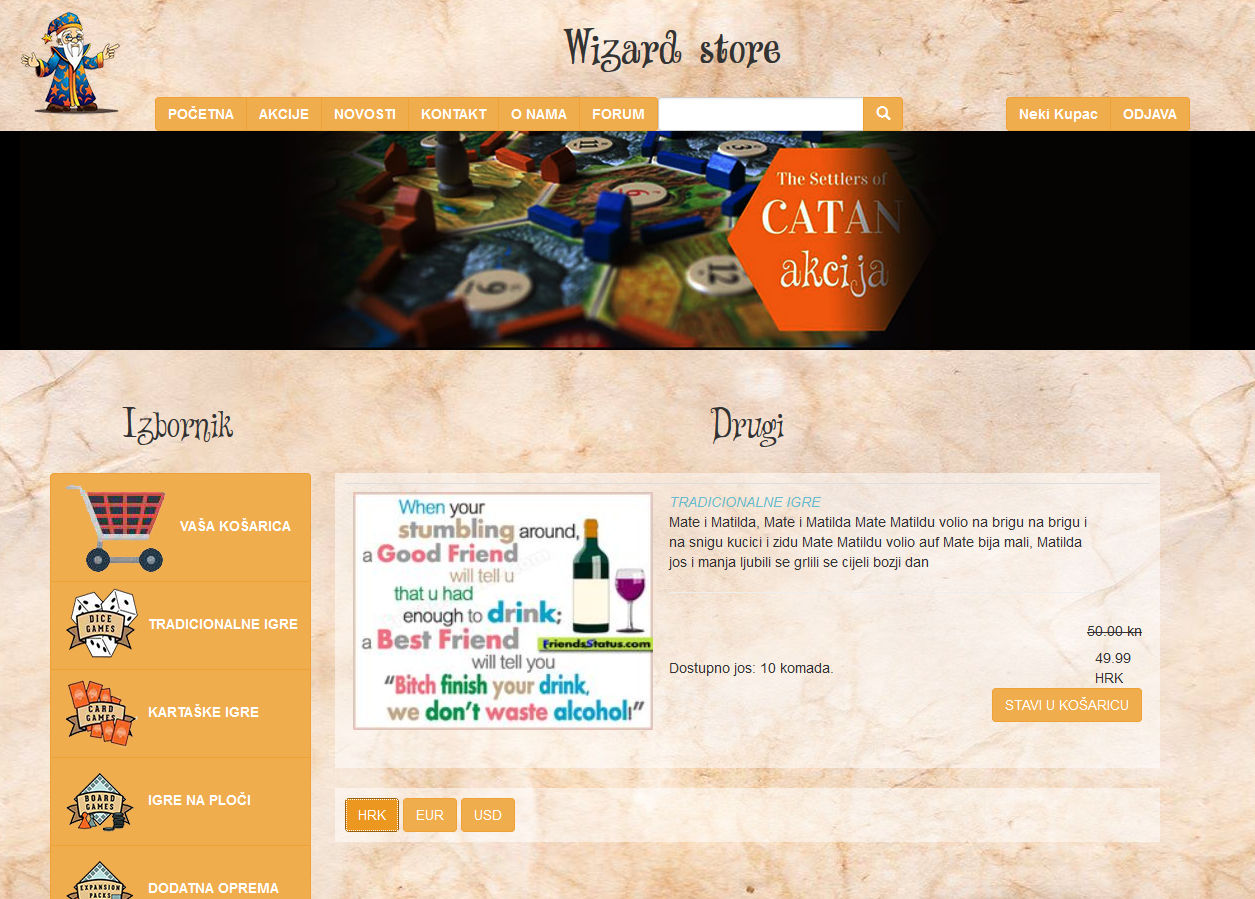 Wizard store
POČETNA AKCIJE NOVOSTI KONTAKT O NAMA FORUM Neki Kupac ODJAVA
The Settlers of
CATAN
akcija
6
12
9
11
3
Izbornik
Drugi
VAŠA KOŠARICA
DICE
GAMES
TRADICIONALNE IGRE
CARD
GAMES
KARTAŠKE IGRE
BOARD
GAMES
IGRE NA PLOČI
EXPANSION
PACKS
DODATNA OPREMA
When your
stumbling around,
a Good Friend
will tell u
that u had
enough to drink;
a Best Friend
FriendsStatus.com
will tell you
“Bitch finish your drink,
we don’t waste alcohol!”
TRADICIONALNE IGRE
Mate i Matilda, Mate i Matilda Mate Matildu volio na brigu na brigu i
na snigu kucici i zidu Mate Matildu volio auf Mate bija mali, Matilda
jos i manja ljubili se grlili se cijeli bozji dan
50.00 kn
Dostupno jos: 10 komada.
49.99
HRK
STAVI U KOŠARICU
HRK EUR USD